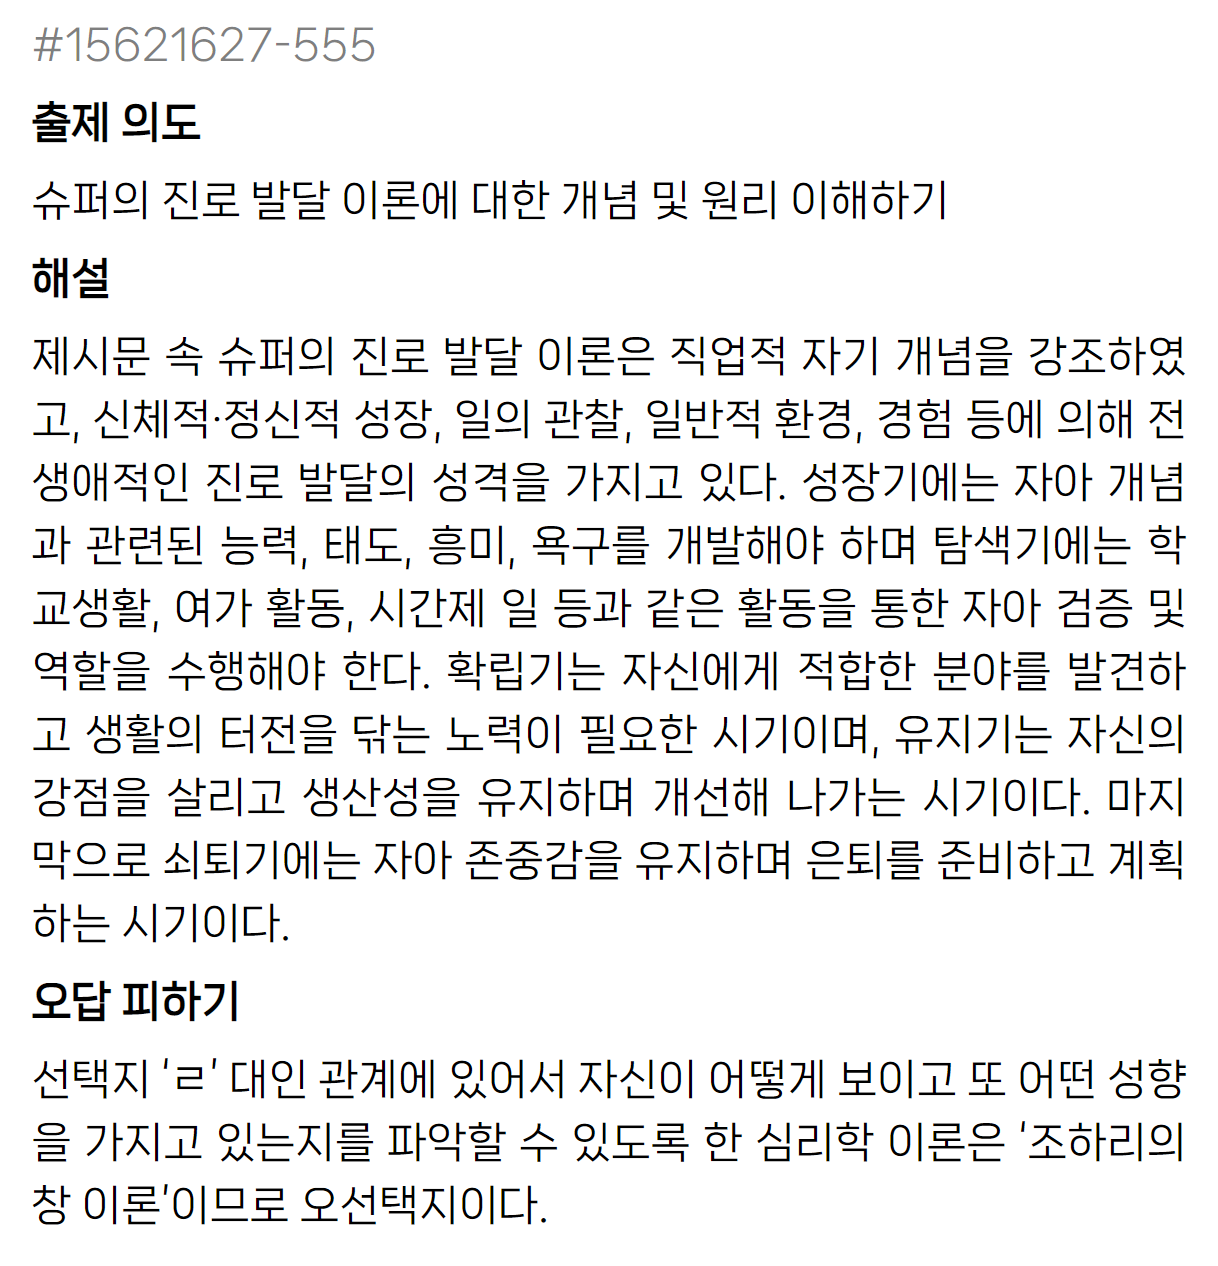 #15621627-555
출제 의도
슈퍼의 진로 발달 이론에 대한 개념 및 원리 이해하기
해설
제시문 속 슈퍼의 진로 발달 이론은 직업적 자기 개념을 강조하였
고, 신체적·정신적 성장, 일의 관찰, 일반적 환경, 경험 등에 의해 전
생애적인 진로 발달의 성격을 가지고 있다. 성장기에는 자아 개념
과 관련된 능력, 태도, 흥미, 욕구를 개발해야 하며 탐색기에는 학
교생활, 여가 활동, 시간제 일 등과 같은 활동을 통한 자아 검증 및
역할을 수행해야 한다. 확립기는 자신에게 적합한 분야를 발견하
고 생활의 터전을 닦는 노력이 필요한 시기이며, 유지기는 자신의
강점을 살리고 생산성을 유지하며 개선해 나가는 시기이다. 마지
막으로 쇠퇴기에는 자아 존중감을 유지하며 은퇴를 준비하고 계획
하는 시기이다.
오답 피하기
선택지 'ㄹ' 대인 관계에 있어서 자신이 어떻게 보이고 또 어떤 성향
을 가지고 있는지를 파악할 수 있도록 한 심리학 이론은 '조하리의
창 이론'이므로 오선택지이다.